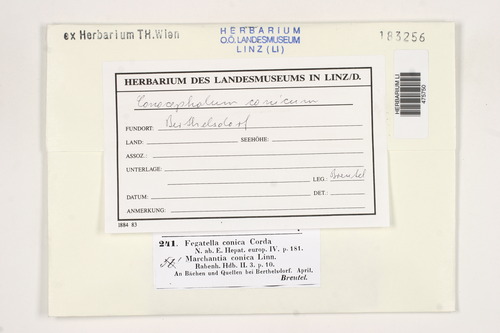 ex Herbarium TH. Wien
HERBARIUM
O.Ö. LANDESMUSEUM
LINZ (LI)
183256
HERBARIUM LI
475750
HERBARIUM DES LANDESMUSEUMS IN LINZ/D.
Conocephalum conicum
FUNDORT: Berthelsdorf
LAND: SEEHÖHE:
ASSOZ.:
UNTERLAGE:
LEG.: Breutel
DATUM: DET.:
ANMERKUNG:
1884 83
241. Fegatella conica Corda
N. ab. E. Hepat. europ. IV. p. 181.
Marchantia conica Linn.
Rabenh. Hdb. II. 3. p. 10.
An Bächen und Quellen bei Berthelsdorf. April.
Breutel.